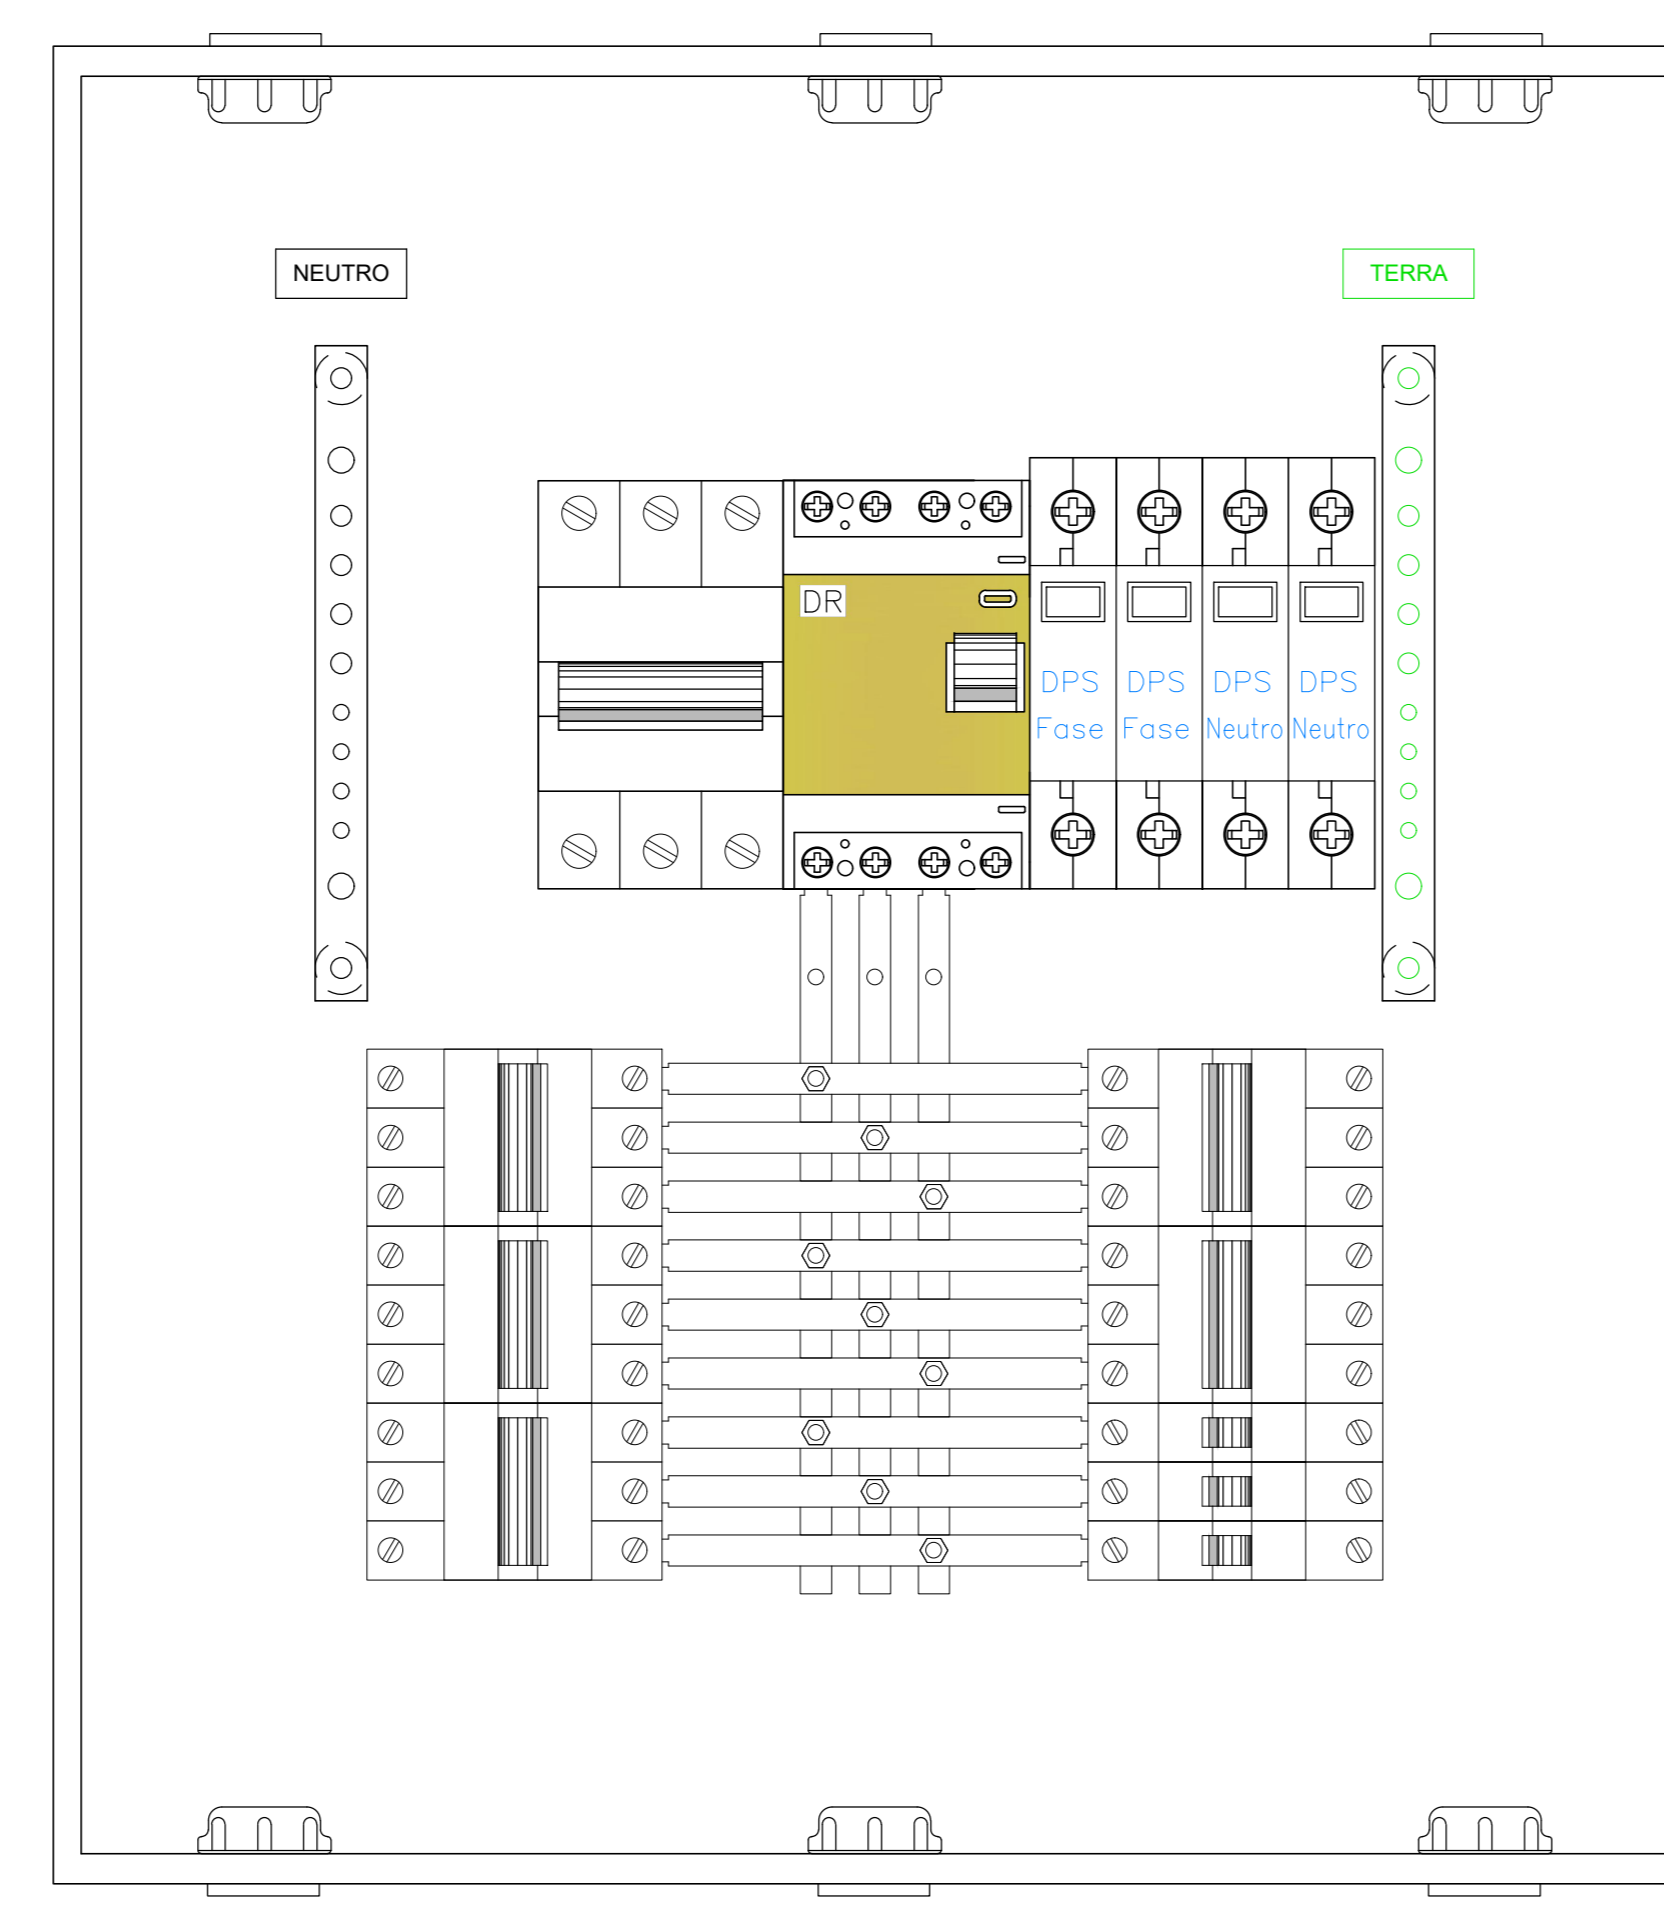 NEUTRO
TERRA
DR
DPS
Fase
DPS
Fase
DPS
Neutro
DPS
Neutro